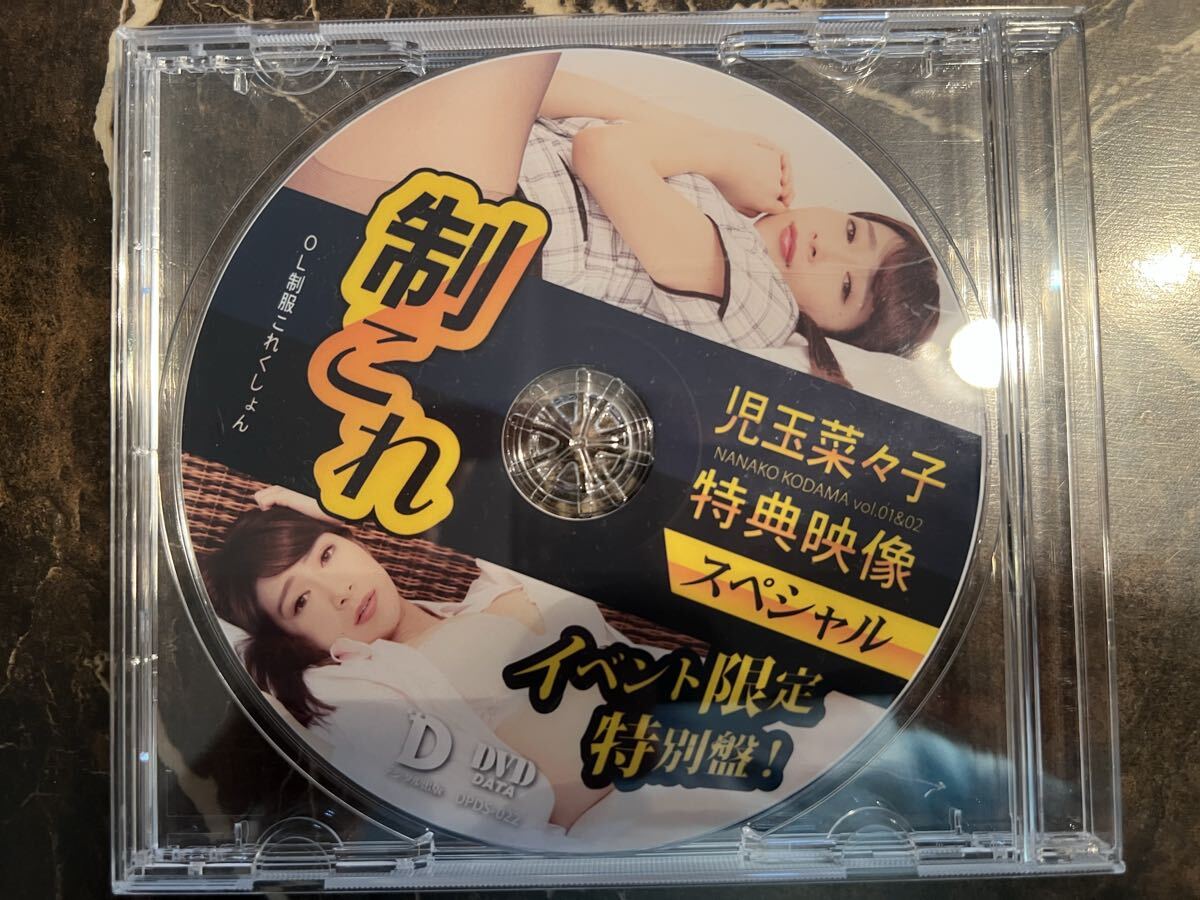 制これ
OL制服これくしょん
児玉菜々子
NANAKO KODAMA vol.01&02
特典映像
スペシャル
イベント限定
特別盤!
D
DVD
DATA
DPDS-022